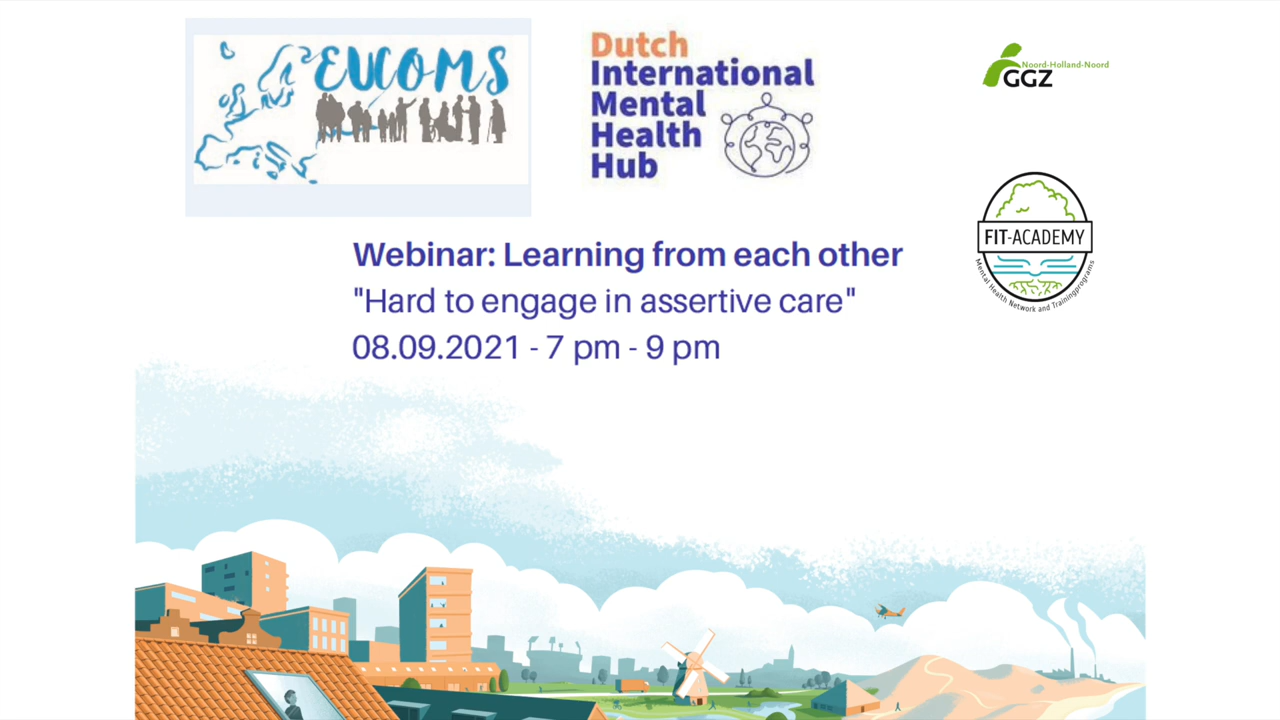 EUCOMS
Dutch
International
Mental
Health
Hub
Noord-Holland-Noord
GGZ
FIT-ACADEMY
Mental Health Network and Trainingprograms
Webinar: Learning from each other
"Hard to engage in assertive care"
08.09.2021 - 7 pm - 9 pm